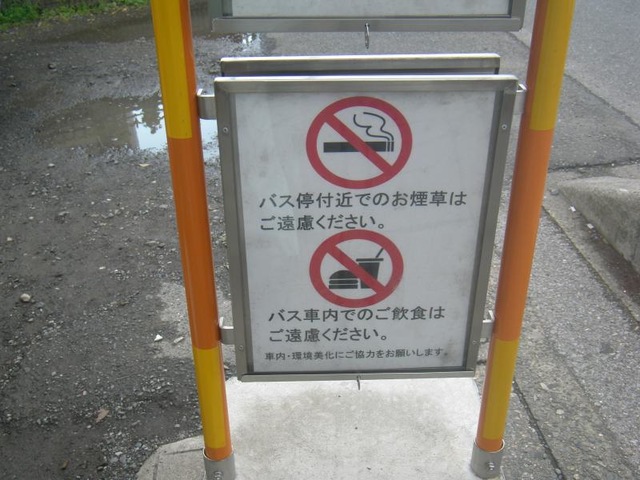 バス停付近でのお煙草は
ご遠慮ください。
バス車内でのご飲食は
ご遠慮ください。
車内・環境美化にご協力をお願いします。